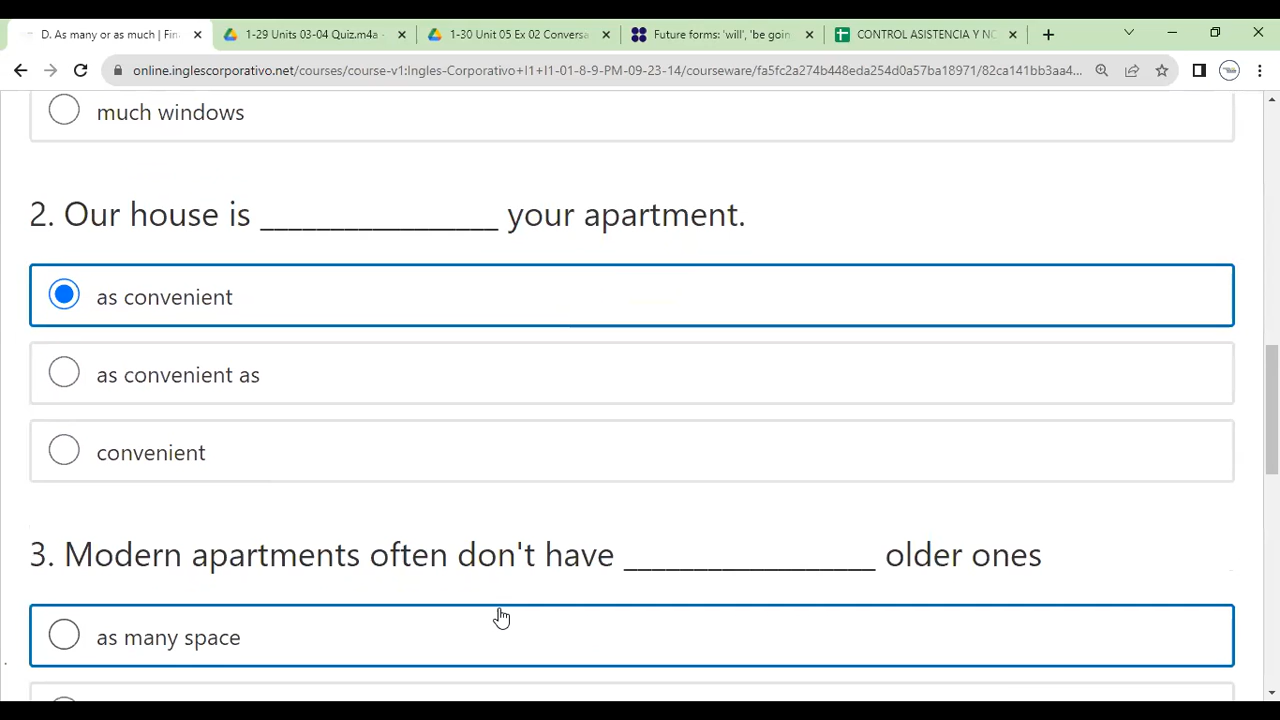 D. As many or as much | Fin
1-29 Units 03-04 Quiz.m4a -
1-30 Unit 05 Ex 02 Conversa
Future forms: 'will', 'be goin
CONTROL ASISTENCIA Y NO
online.inglescorporativo.net/courses/course-v1:Ingles-Corporativo+I1+I1-01-8-9-PM-09-23-14/courseware/fa5fc2a274b448eda254d0a57ba18971/82ca141bb3aa4...
much windows
2. Our house is _________________ your apartment.
as convenient
as convenient as
convenient
3. Modern apartments often don't have __________________ older ones
as many space